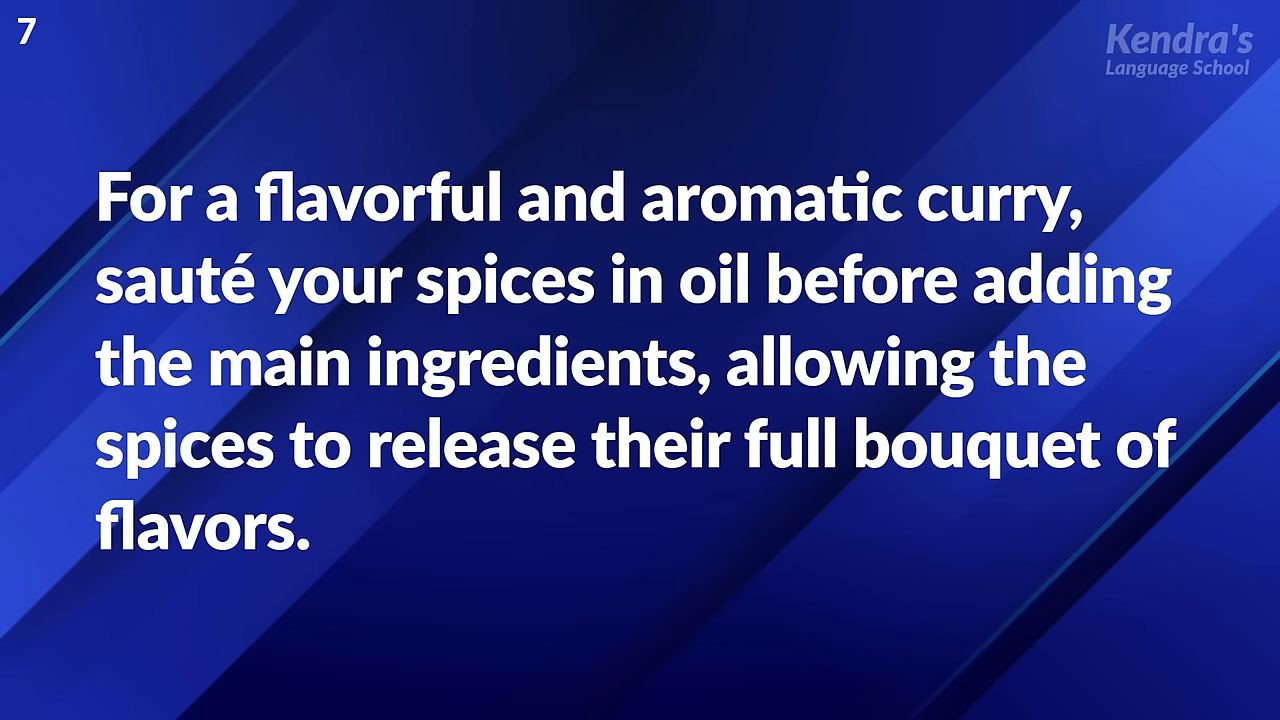 7
Kendra's
Language School
For a flavorful and aromatic curry,
sauté your spices in oil before adding
the main ingredients, allowing the
spices to release their full bouquet of
flavors.